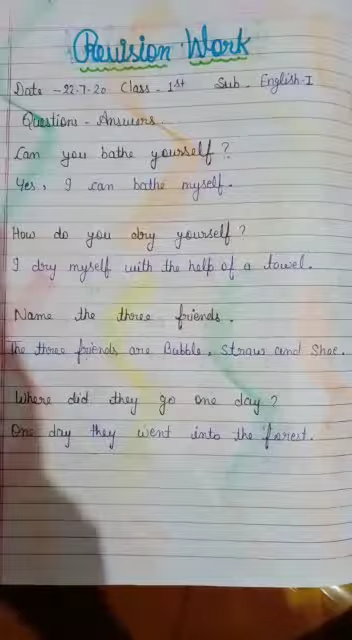 Revision Work
Date - 22-7-20 Class - 1st Sub - English-I
Question - Answers
Can you bathe yourself?
Yes, I can bathe myself.
How do you dry yourself?
I dry myself with the help of a towel.
Name the three friends.
The three friends are Bubble, Straw and Shoe.
Where did they go one day?
One day they went into the forest.